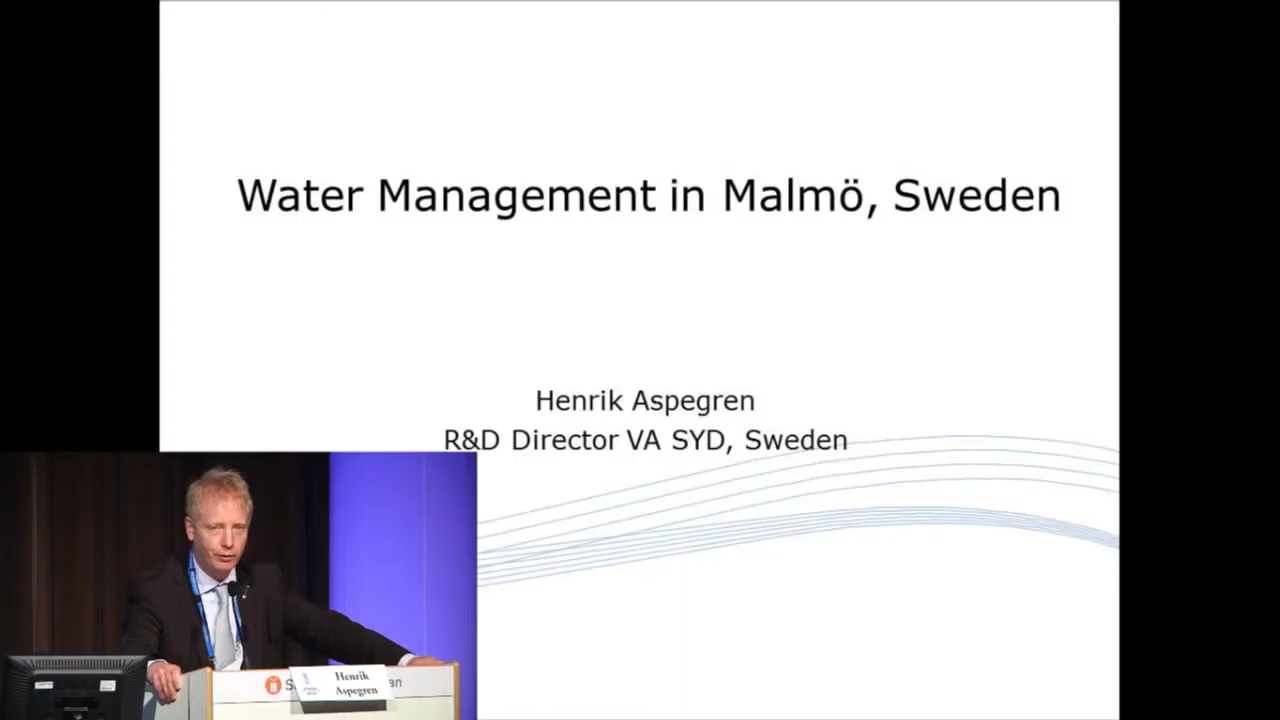 Water Management in Malmö, Sweden
Henrik Aspegren
R&D Director VA SYD, Sweden
Henrik
Aspegren